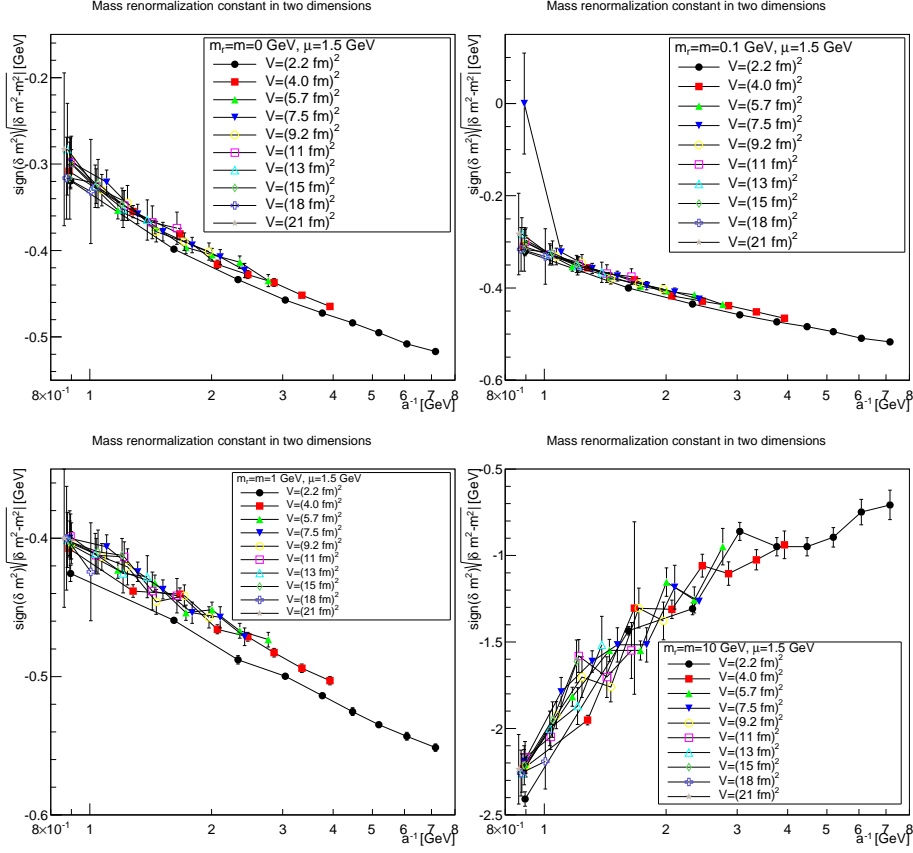 Mass renormalization constant in two dimensions
sign(δ m²)√|δ m²-m²| [GeV]
-0.2
-0.3
-0.4
-0.5
m_r=m=0 GeV, μ=1.5 GeV
V=(2.2 fm)²
V=(4.0 fm)²
V=(5.7 fm)²
V=(7.5 fm)²
V=(9.2 fm)²
V=(11 fm)²
V=(13 fm)²
V=(15 fm)²
V=(18 fm)²
V=(21 fm)²
8×10⁻¹ 1 2 3 4 5 6 7 8
a⁻¹ [GeV]
Mass renormalization constant in two dimensions
sign(δ m²)√|δ m²-m²| [GeV]
0
-0.2
-0.4
-0.6
m_r=m=0.1 GeV, μ=1.5 GeV
V=(2.2 fm)²
V=(4.0 fm)²
V=(5.7 fm)²
V=(7.5 fm)²
V=(9.2 fm)²
V=(11 fm)²
V=(13 fm)²
V=(15 fm)²
V=(18 fm)²
V=(21 fm)²
8×10⁻¹ 1 2 3 4 5 6 7 8
a⁻¹ [GeV]
Mass renormalization constant in two dimensions
sign(δ m²)√|δ m²-m²| [GeV]
-0.4
-0.5
-0.6
m_r=m=1 GeV, μ=1.5 GeV
V=(2.2 fm)²
V=(4.0 fm)²
V=(5.7 fm)²
V=(7.5 fm)²
V=(9.2 fm)²
V=(11 fm)²
V=(13 fm)²
V=(15 fm)²
V=(18 fm)²
V=(21 fm)²
8×10⁻¹ 1 2 3 4 5 6 7 8
a⁻¹ [GeV]
Mass renormalization constant in two dimensions
sign(δ m²)√|δ m²-m²| [GeV]
-0.5
-1
-1.5
-2
-2.5
m_r=m=10 GeV, μ=1.5 GeV
V=(2.2 fm)²
V=(4.0 fm)²
V=(5.7 fm)²
V=(7.5 fm)²
V=(9.2 fm)²
V=(11 fm)²
V=(13 fm)²
V=(15 fm)²
V=(18 fm)²
V=(21 fm)²
8×10⁻¹ 1 2 3 4 5 6 7 8
a⁻¹ [GeV]